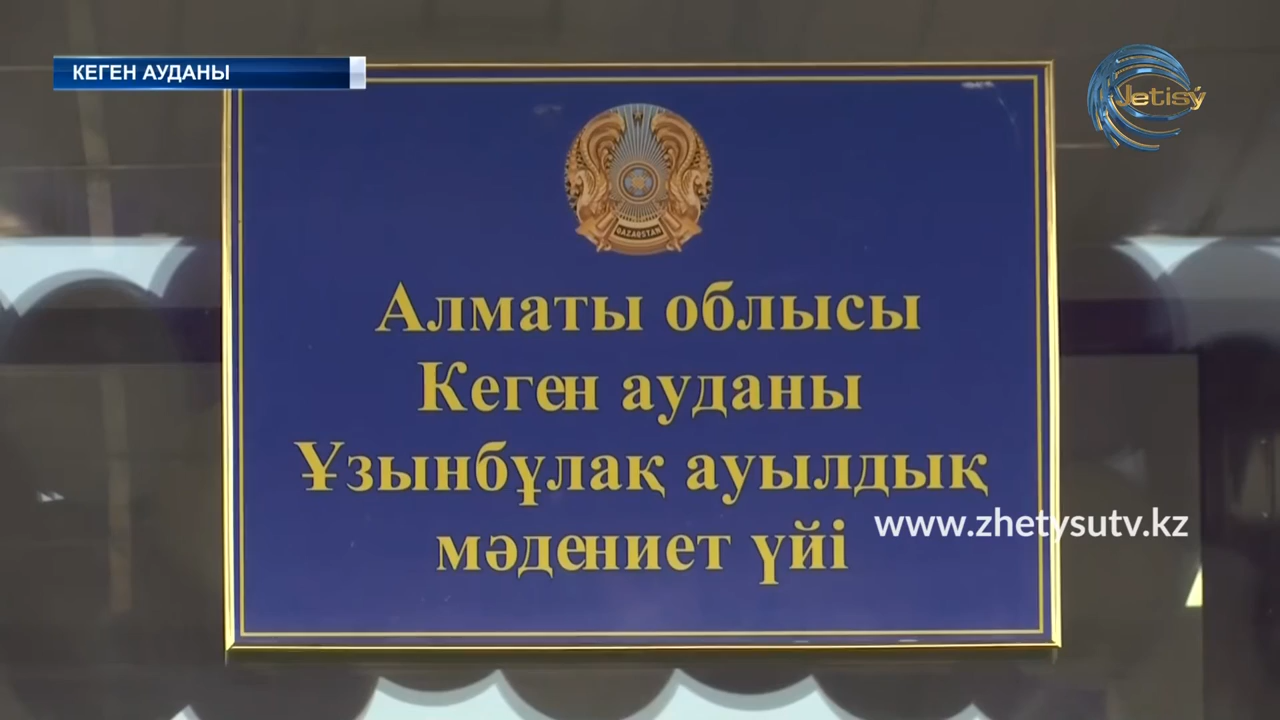 КЕГЕН АУДАНЫ
Jetisý
QAZAQSTAN
Алматы облысы
Кеген ауданы
Ұзынбұлақ ауылдық
мәдениет үйі
www.zhetysutv.kz